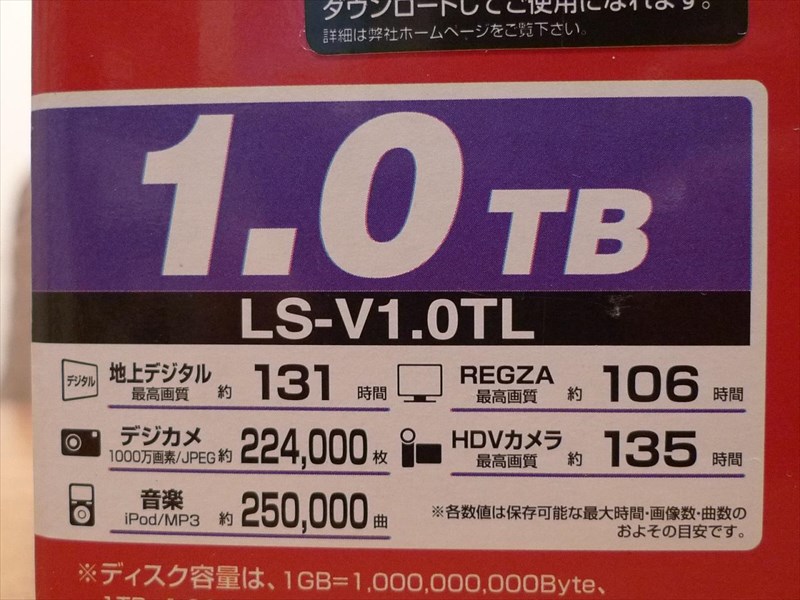 ダウンロードしてご使用になれます。
詳細は弊社ホームページをご覧下さい。
1.0 TB
LS-V1.0TL
デジタル 地上デジタル 最高画質 約 131 時間
REGZA 最高画質 約 106 時間
デジカメ 1000万画素/JPEG 約 224,000 枚
HDVカメラ 最高画質 約 135 時間
音楽 iPod/MP3 約 250,000 曲
※各数値は保存可能な最大時間・画像数・曲数の
おおよその目安です。
※ディスク容量は、1GB=1,000,000,000Byte、